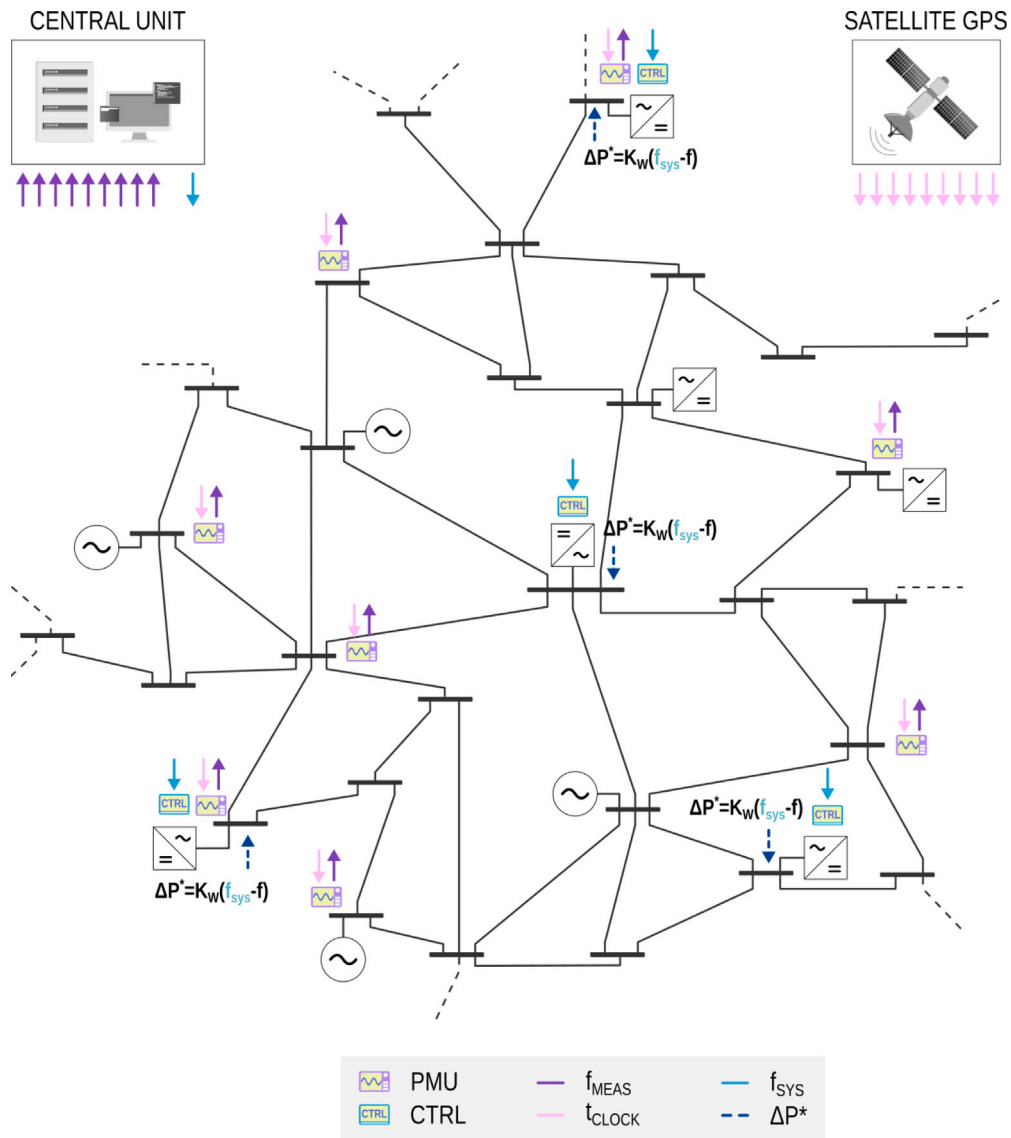 CENTRAL UNIT
SATELLITE GPS
CTRL
ΔP*=KW(fsys-f)
CTRL
ΔP*=KW(fsys-f)
CTRL
ΔP*=KW(fsys-f)
CTRL
ΔP*=KW(fsys-f)
PMU
fMEAS
fSYS
CTRL
CTRL
tCLOCK
ΔP*